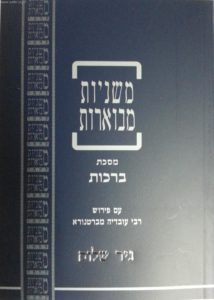 משניות
מבוארות
מסכת
ברכות
עם פירוש
רבי עובדיה מברטנורא